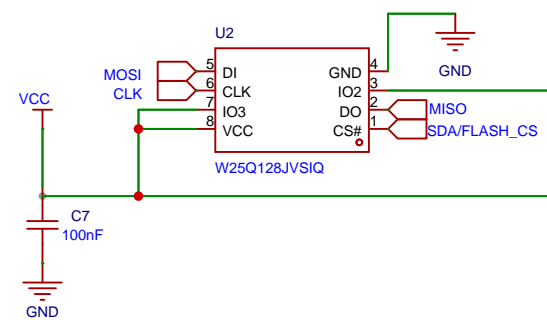 U2
MOSI 5 DI GND 4 GND
CLK 6 CLK IO2 3
7 IO3 DO 2 MISO
VCC 8 VCC CS# 1 SDA/FLASH_CS
W25Q128JVSIQ
C7
100nF
GND